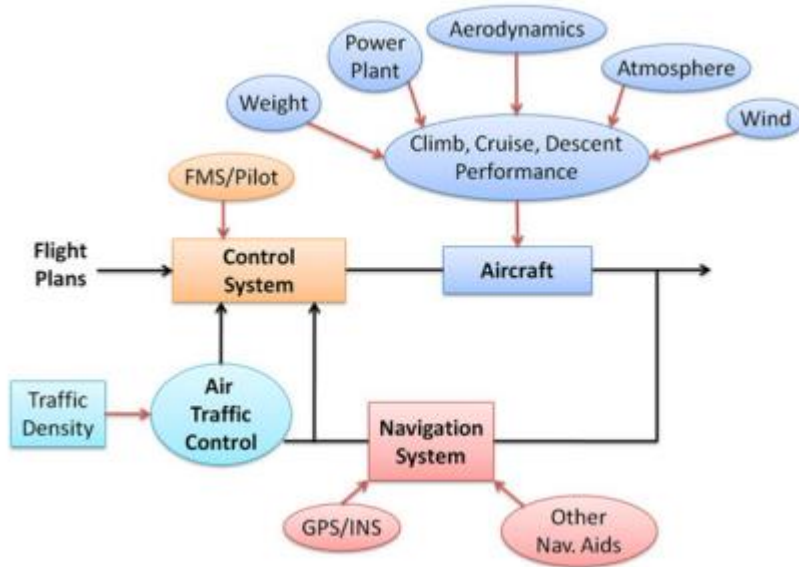 Aerodynamics
Power
Plant
Atmosphere
Weight
Wind
Climb, Cruise, Descent
Performance
FMS/Pilot
Flight
Plans
Control
System
Aircraft
Traffic
Density
Air
Traffic
Control
Navigation
System
GPS/INS
Other
Nav. Aids